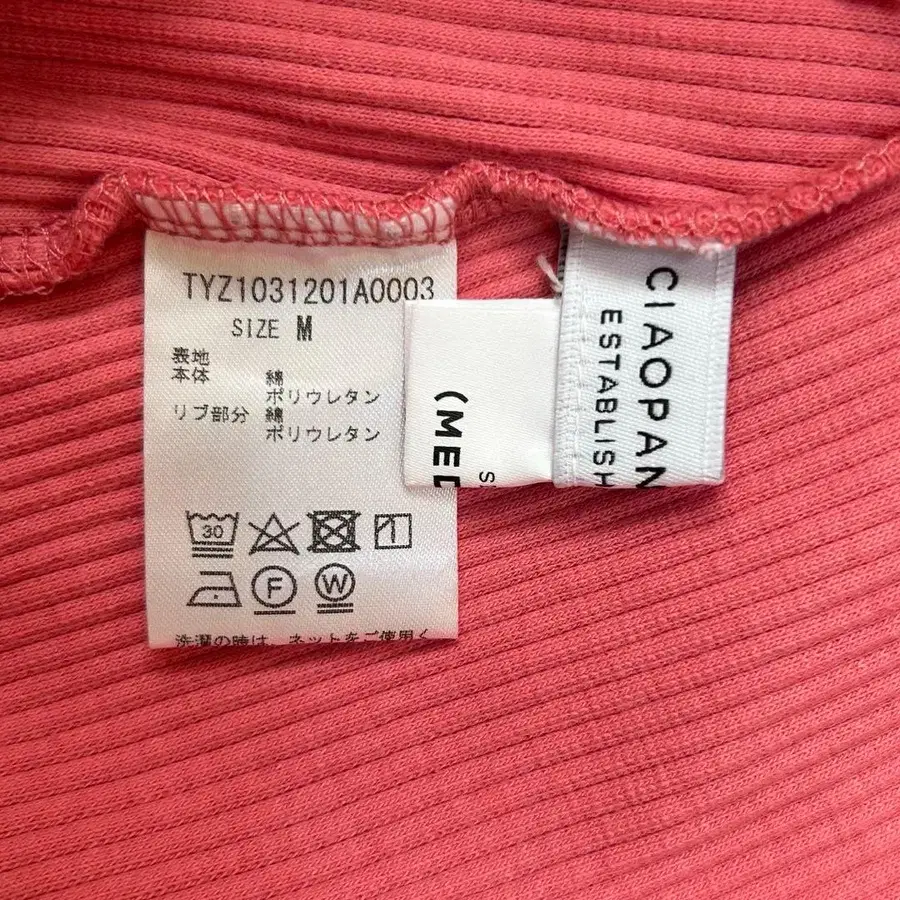 TYZ1031201A0003
SIZE M
表地
本体 綿
ポリウレタン
リブ部分 綿
ポリウレタン
30
F
W
洗濯の時は、ネットをご使用く
(MED
CIAOPAN
ESTABLISH